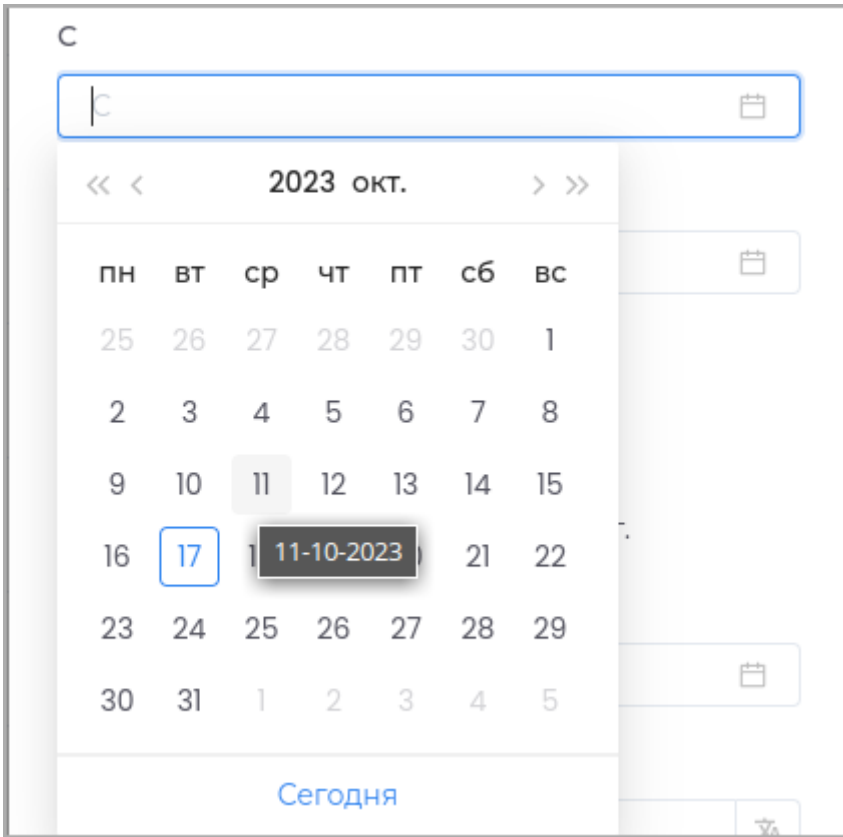 С
С
2023 окт.
пн вт ср чт пт сб вс
25 26 27 28 29 30 1
2 3 4 5 6 7 8
9 10 11 12 13 14 15
16 17 11-10-2023 21 22
23 24 25 26 27 28 29
30 31 1 2 3 4 5
Сегодня